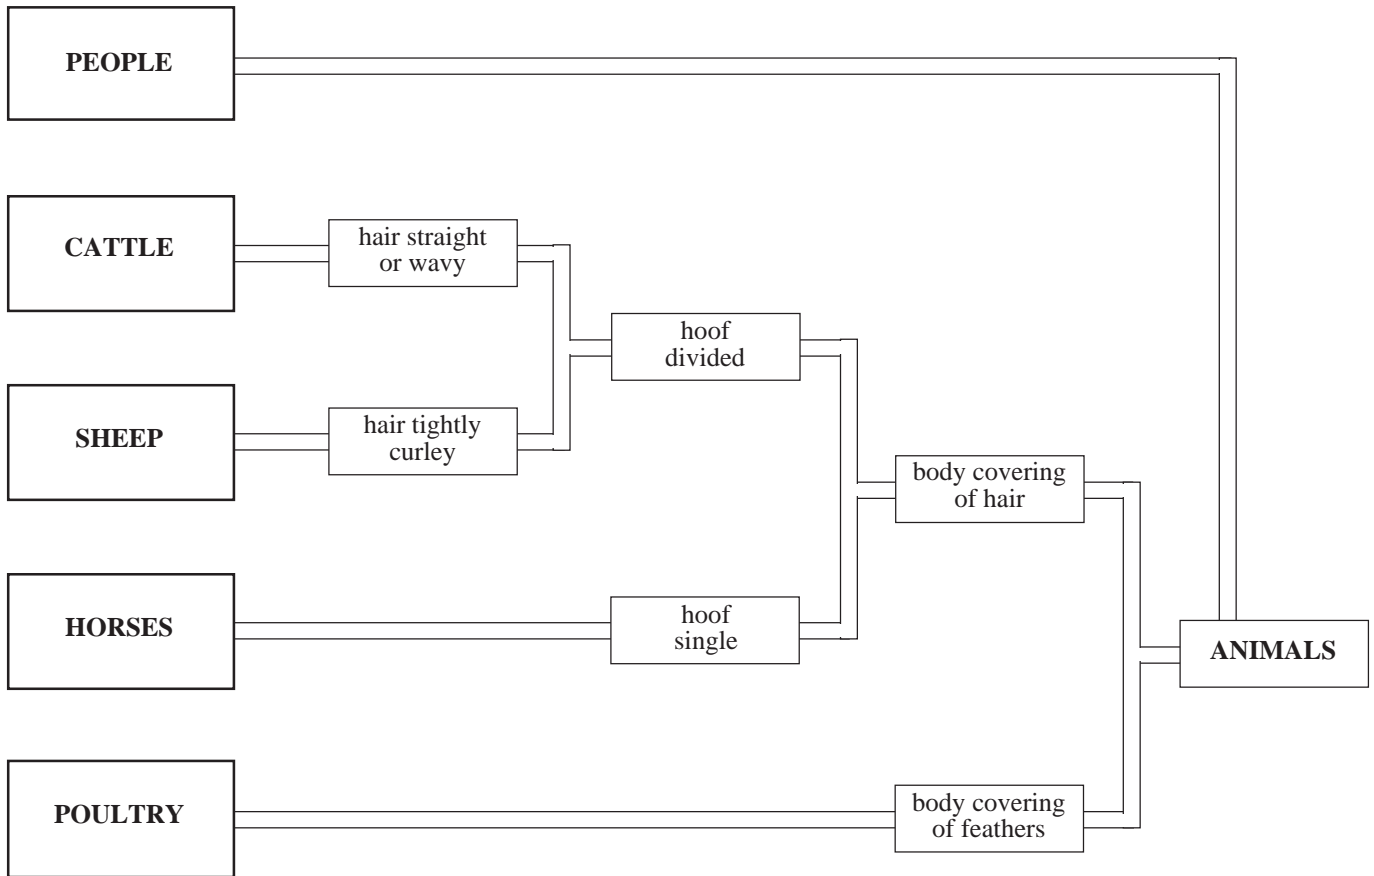 PEOPLE
CATTLE
hair straight
or wavy
hoof
divided
SHEEP
hair tightly
curley
body covering
of hair
HORSES
hoof
single
ANIMALS
POULTRY
body covering
of feathers